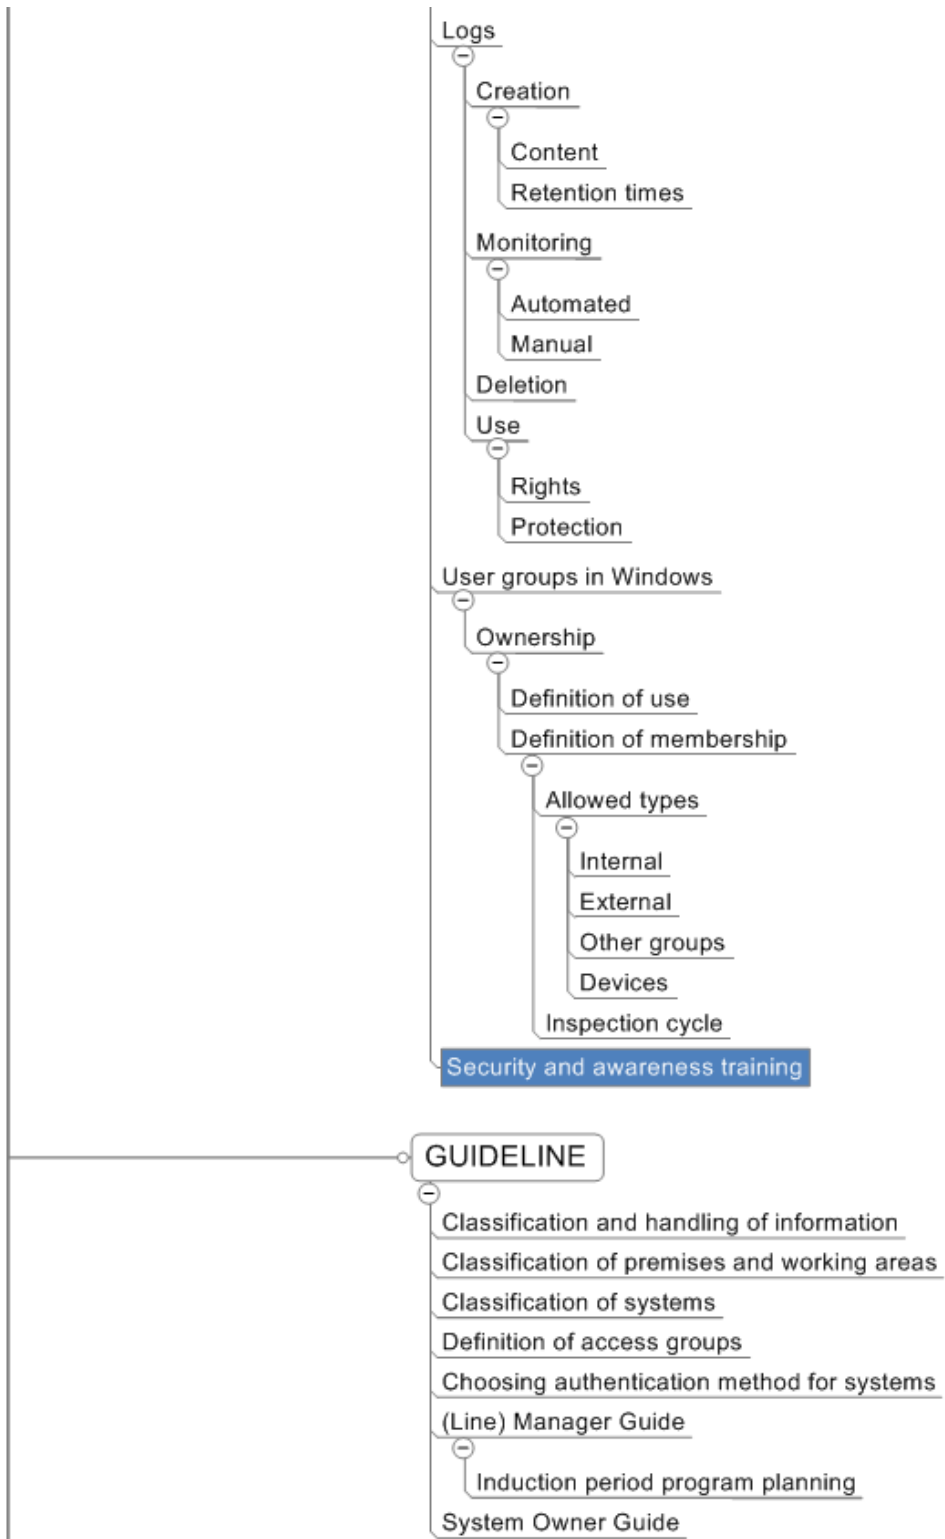 Logs
Creation
Content
Retention times
Monitoring
Automated
Manual
Deletion
Use
Rights
Protection
User groups in Windows
Ownership
Definition of use
Definition of membership
Allowed types
Internal
External
Other groups
Devices
Inspection cycle
Security and awareness training
GUIDELINE
Classification and handling of information
Classification of premises and working areas
Classification of systems
Definition of access groups
Choosing authentication method for systems
(Line) Manager Guide
Induction period program planning
System Owner Guide